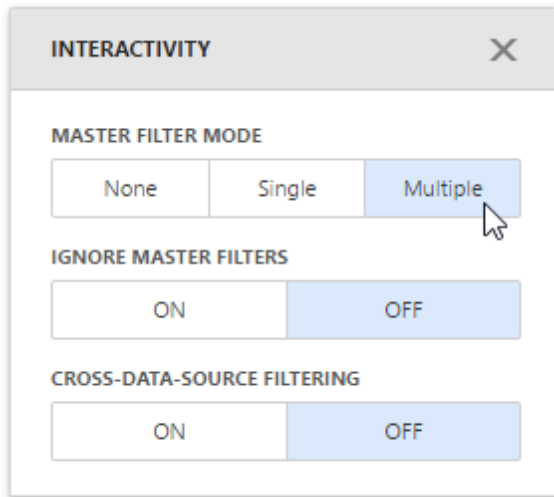 INTERACTIVITY
MASTER FILTER MODE
None Single Multiple
IGNORE MASTER FILTERS
ON OFF
CROSS-DATA-SOURCE FILTERING
ON OFF